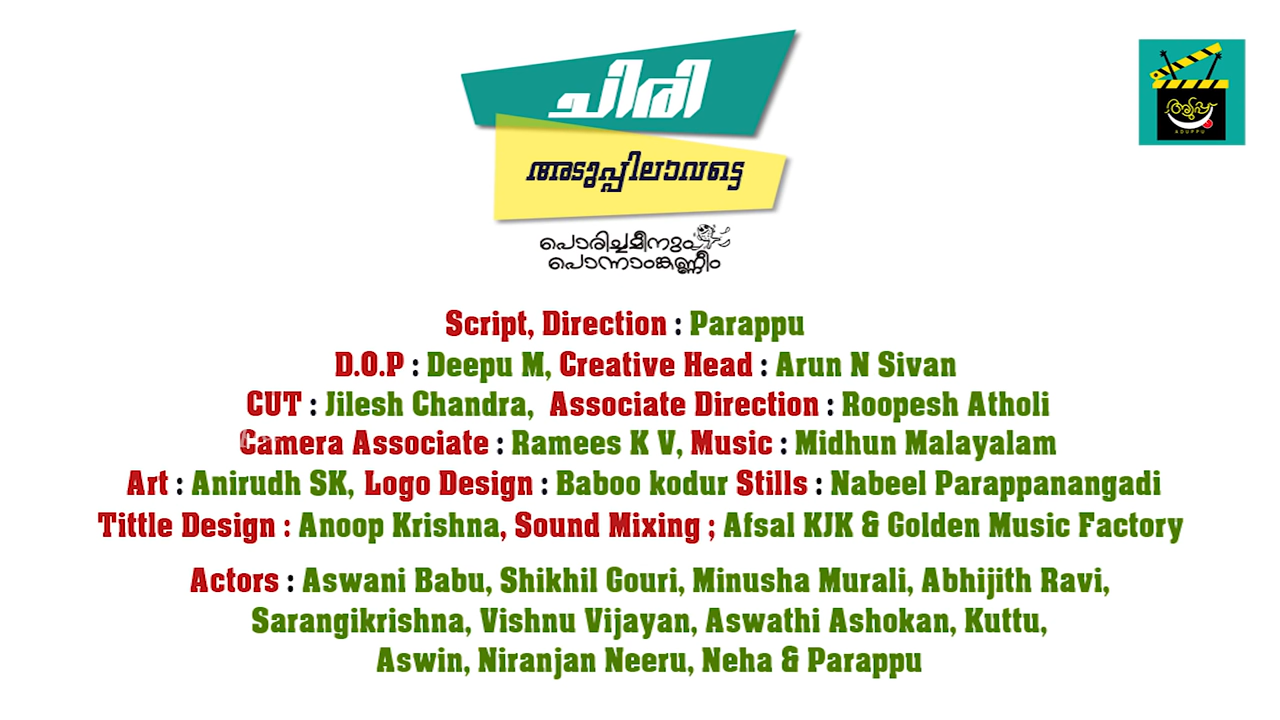 ചിരി
അടുപ്പിലാവട്ടെ
പൊരിച്ചമീനും
പൊന്നാംങ്കണ്ണീം
അടുപ്പ
ADUPPU
Script, Direction : Parappu
D.O.P : Deepu M, Creative Head : Arun N Sivan
CUT : Jilesh Chandra, Associate Direction : Roopesh Atholi
Camera Associate : Ramees K V, Music : Midhun Malayalam
Art : Anirudh SK, Logo Design : Baboo kodur Stills : Nabeel Parappanangadi
Tittle Design : Anoop Krishna, Sound Mixing ; Afsal KJK & Golden Music Factory
Actors : Aswani Babu, Shikhil Gouri, Minusha Murali, Abhijith Ravi,
Sarangikrishna, Vishnu Vijayan, Aswathi Ashokan, Kuttu,
Aswin, Niranjan Neeru, Neha & Parappu